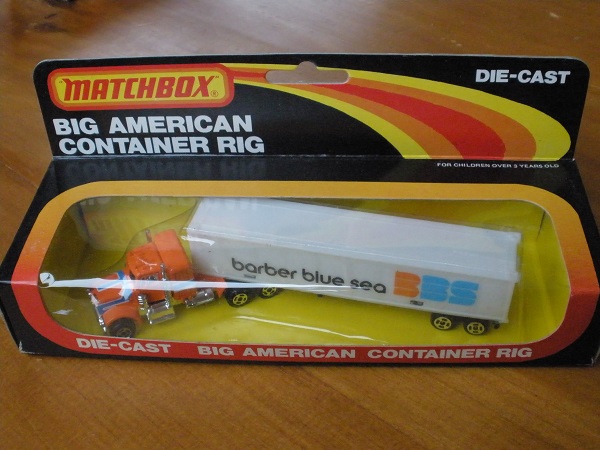 MATCHBOX
DIE-CAST
BIG AMERICAN
CONTAINER RIG
FOR CHILDREN OVER 3 YEARS OLD
barber blue sea BBS
DIE-CAST BIG AMERICAN CONTAINER RIG